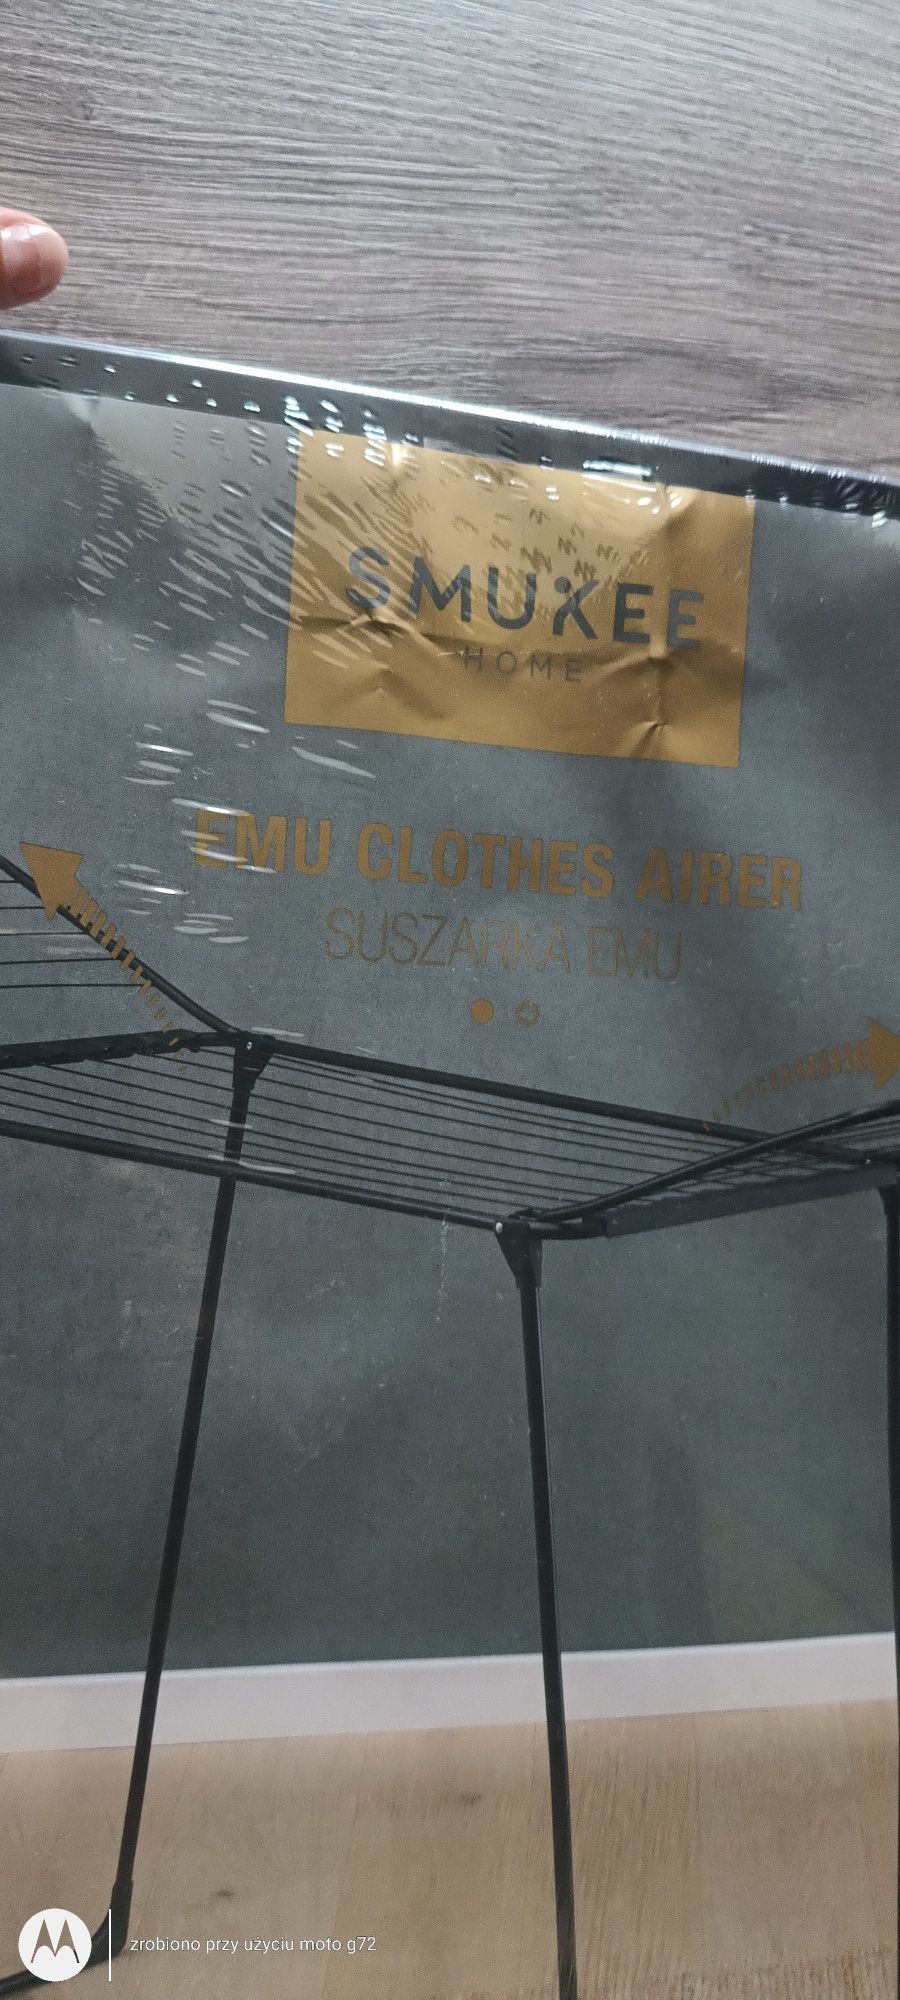 SMUKEE
HOME
EMU CLOTHES AIRER
SUSZARKA EMU
zrobiono przy użyciu moto g72